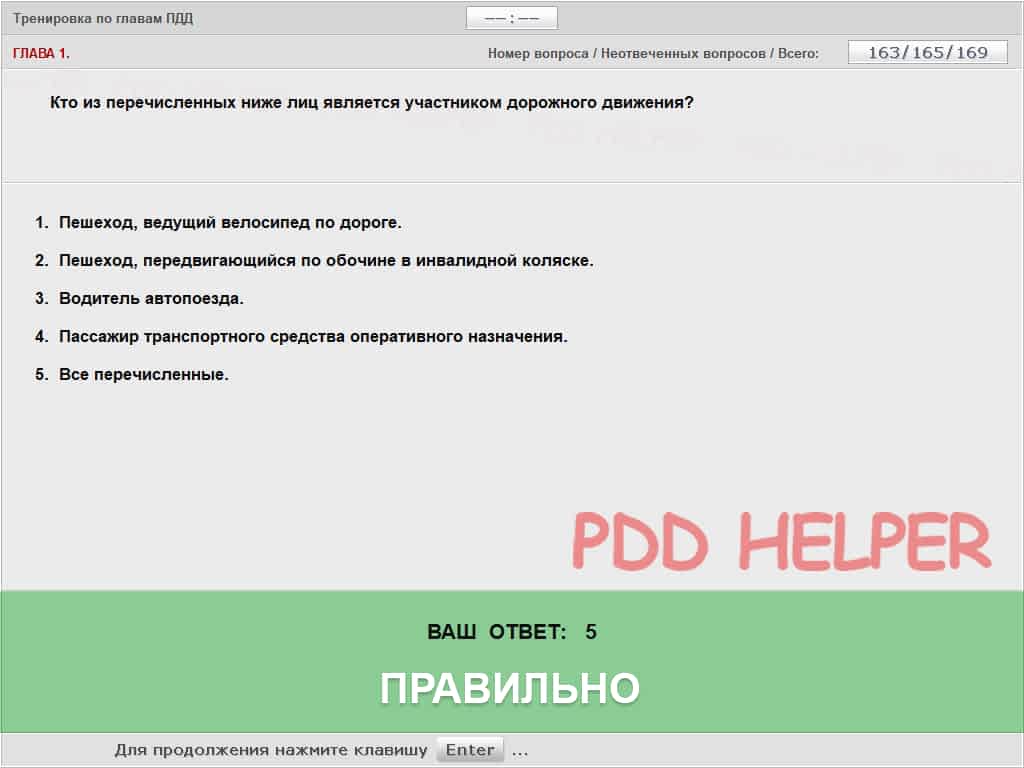 Тренировка по главам ПДД
—— : ——
ГЛАВА 1.
Номер вопроса / Неотвеченных вопросов / Всего: 163/165/169
Кто из перечисленных ниже лиц является участником дорожного движения?
1. Пешеход, ведущий велосипед по дороге.
2. Пешеход, передвигающийся по обочине в инвалидной коляске.
3. Водитель автопоезда.
4. Пассажир транспортного средства оперативного назначения.
5. Все перечисленные.
PDD HELPER
ВАШ ОТВЕТ: 5
ПРАВИЛЬНО
Для продолжения нажмите клавишу Enter ...